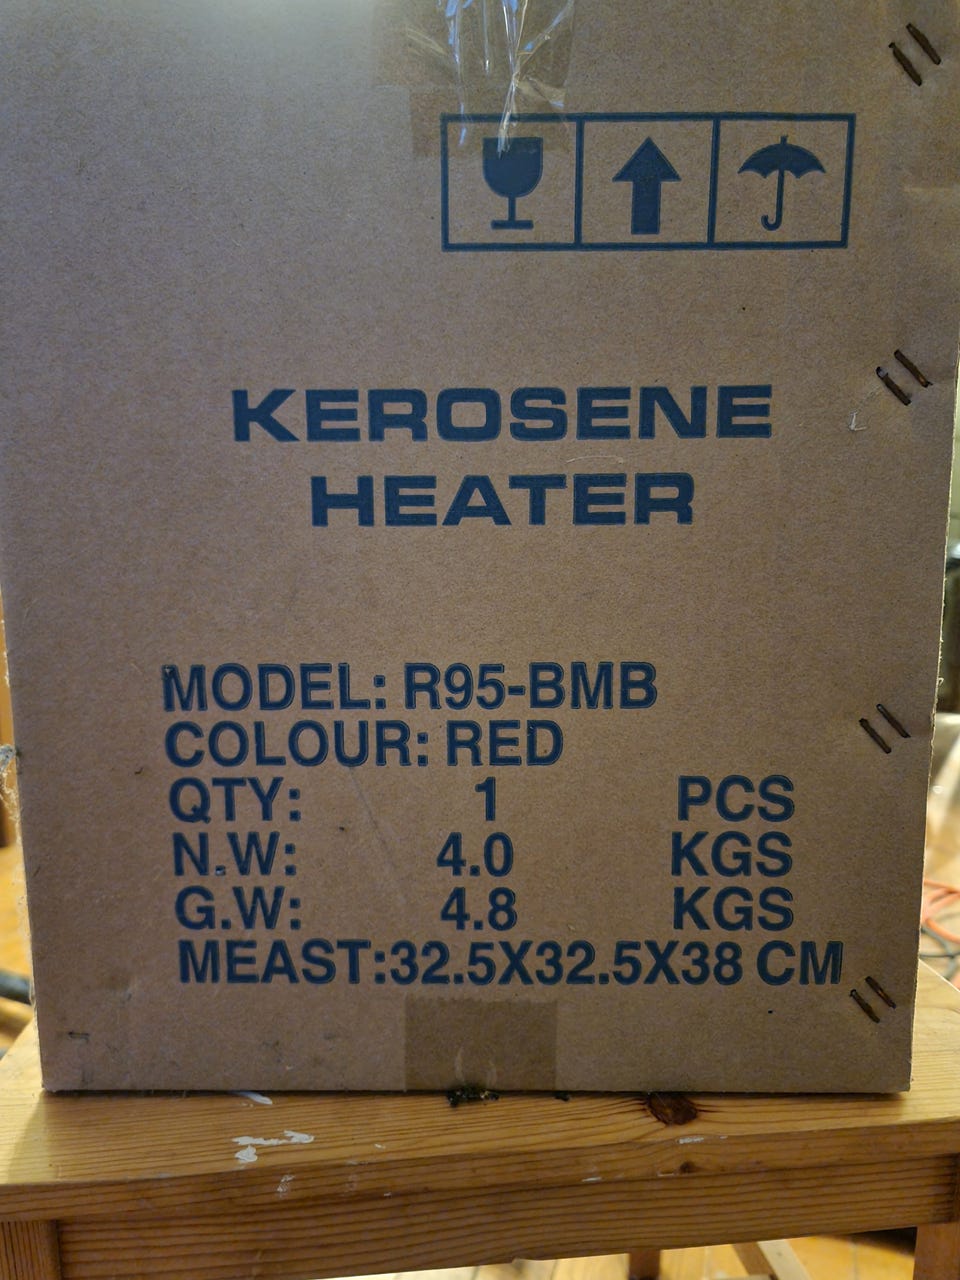 KEROSENE
HEATER
MODEL: R95-BMB
COLOUR: RED
QTY: 1 PCS
N.W: 4.0 KGS
G.W: 4.8 KGS
MEAST:32.5X32.5X38 CM